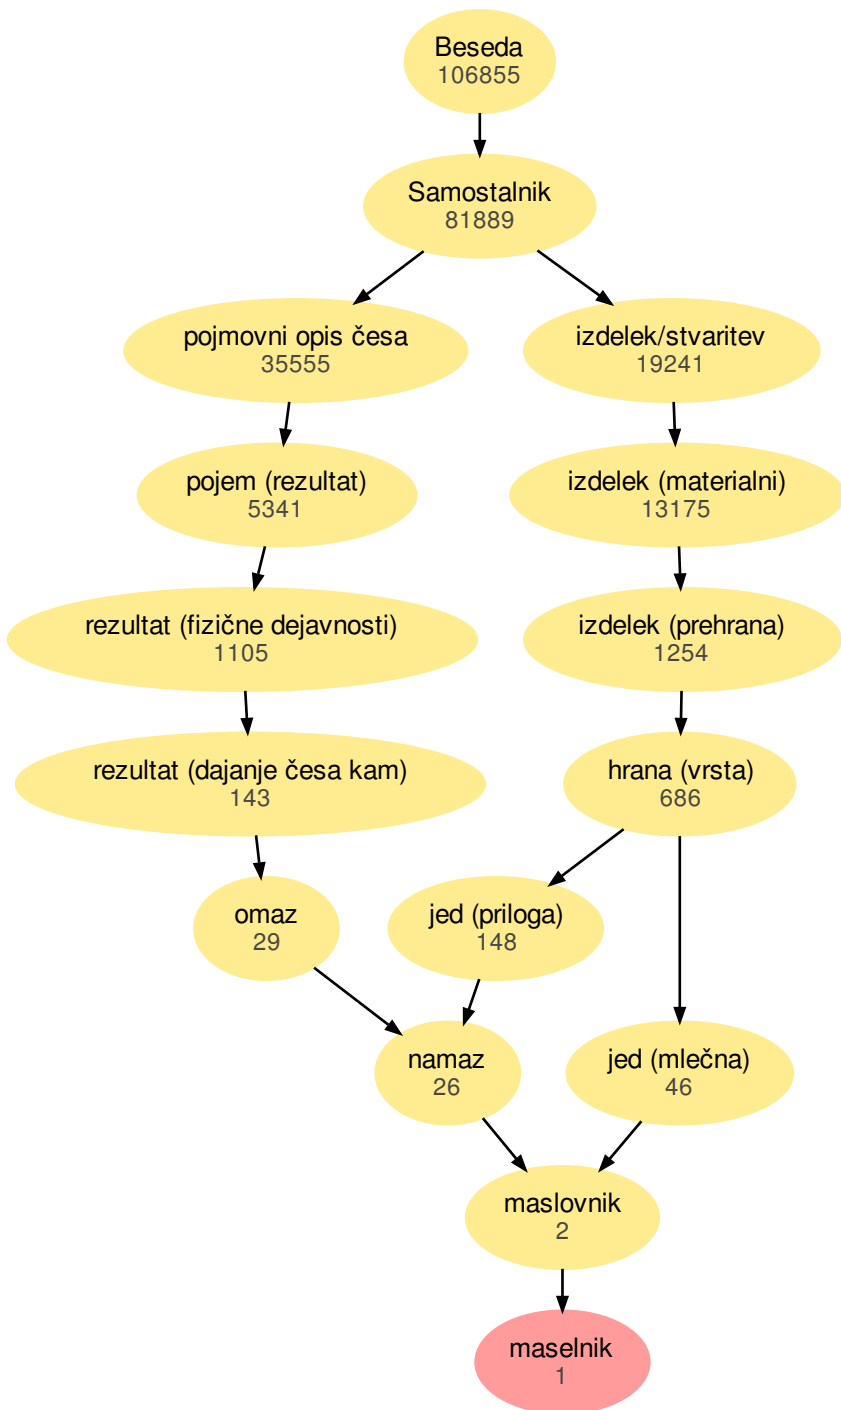 Beseda
106855
Samostalnik
81889
pojmovni opis česa
35555
izdelek/stvaritev
19241
pojem (rezultat)
5341
izdelek (materialni)
13175
rezultat (fizične dejavnosti)
1105
izdelek (prehrana)
1254
rezultat (dajanje česa kam)
143
hrana (vrsta)
686
omaz
29
jed (priloga)
148
namaz
26
jed (mlečna)
46
maslovnik
2
maselnik
1